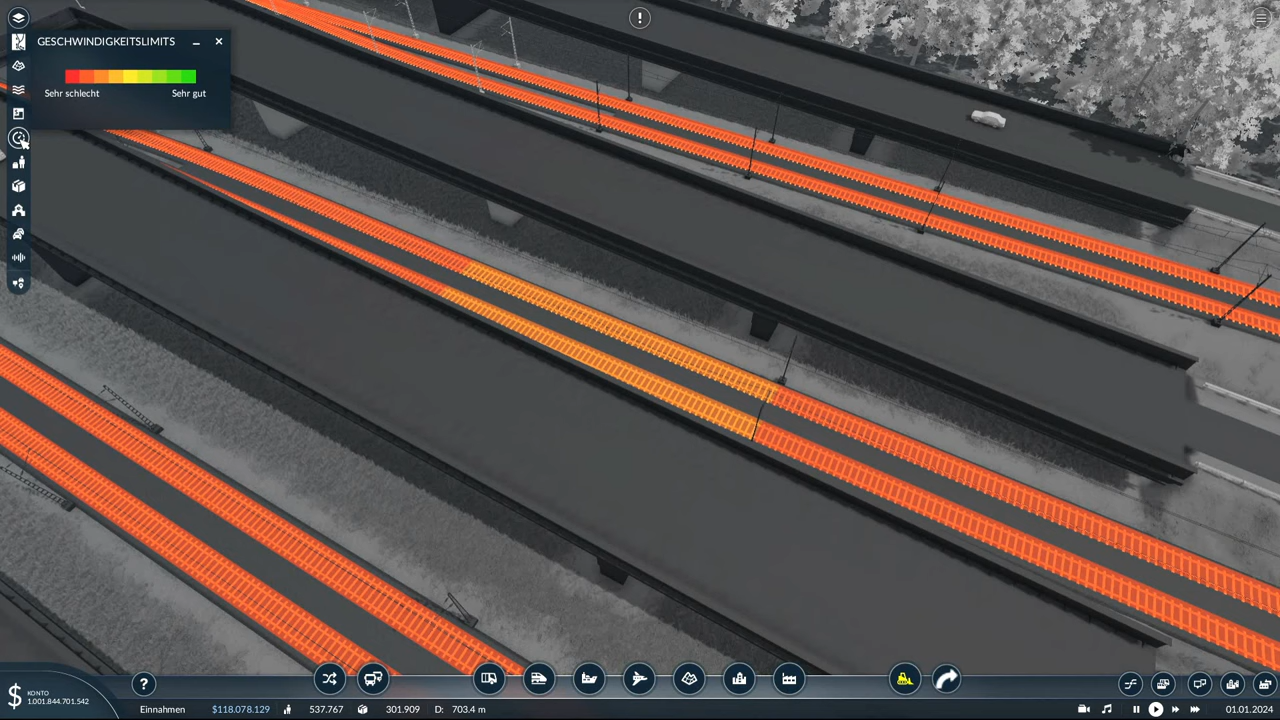 GESCHWINDIGKEITSLIMITS
Sehr schlecht Sehr gut
KONTO
1.001.844.701.542
Einnahmen $118.078.129 537.767 301.909 D: 703.4 m
01.01.2024